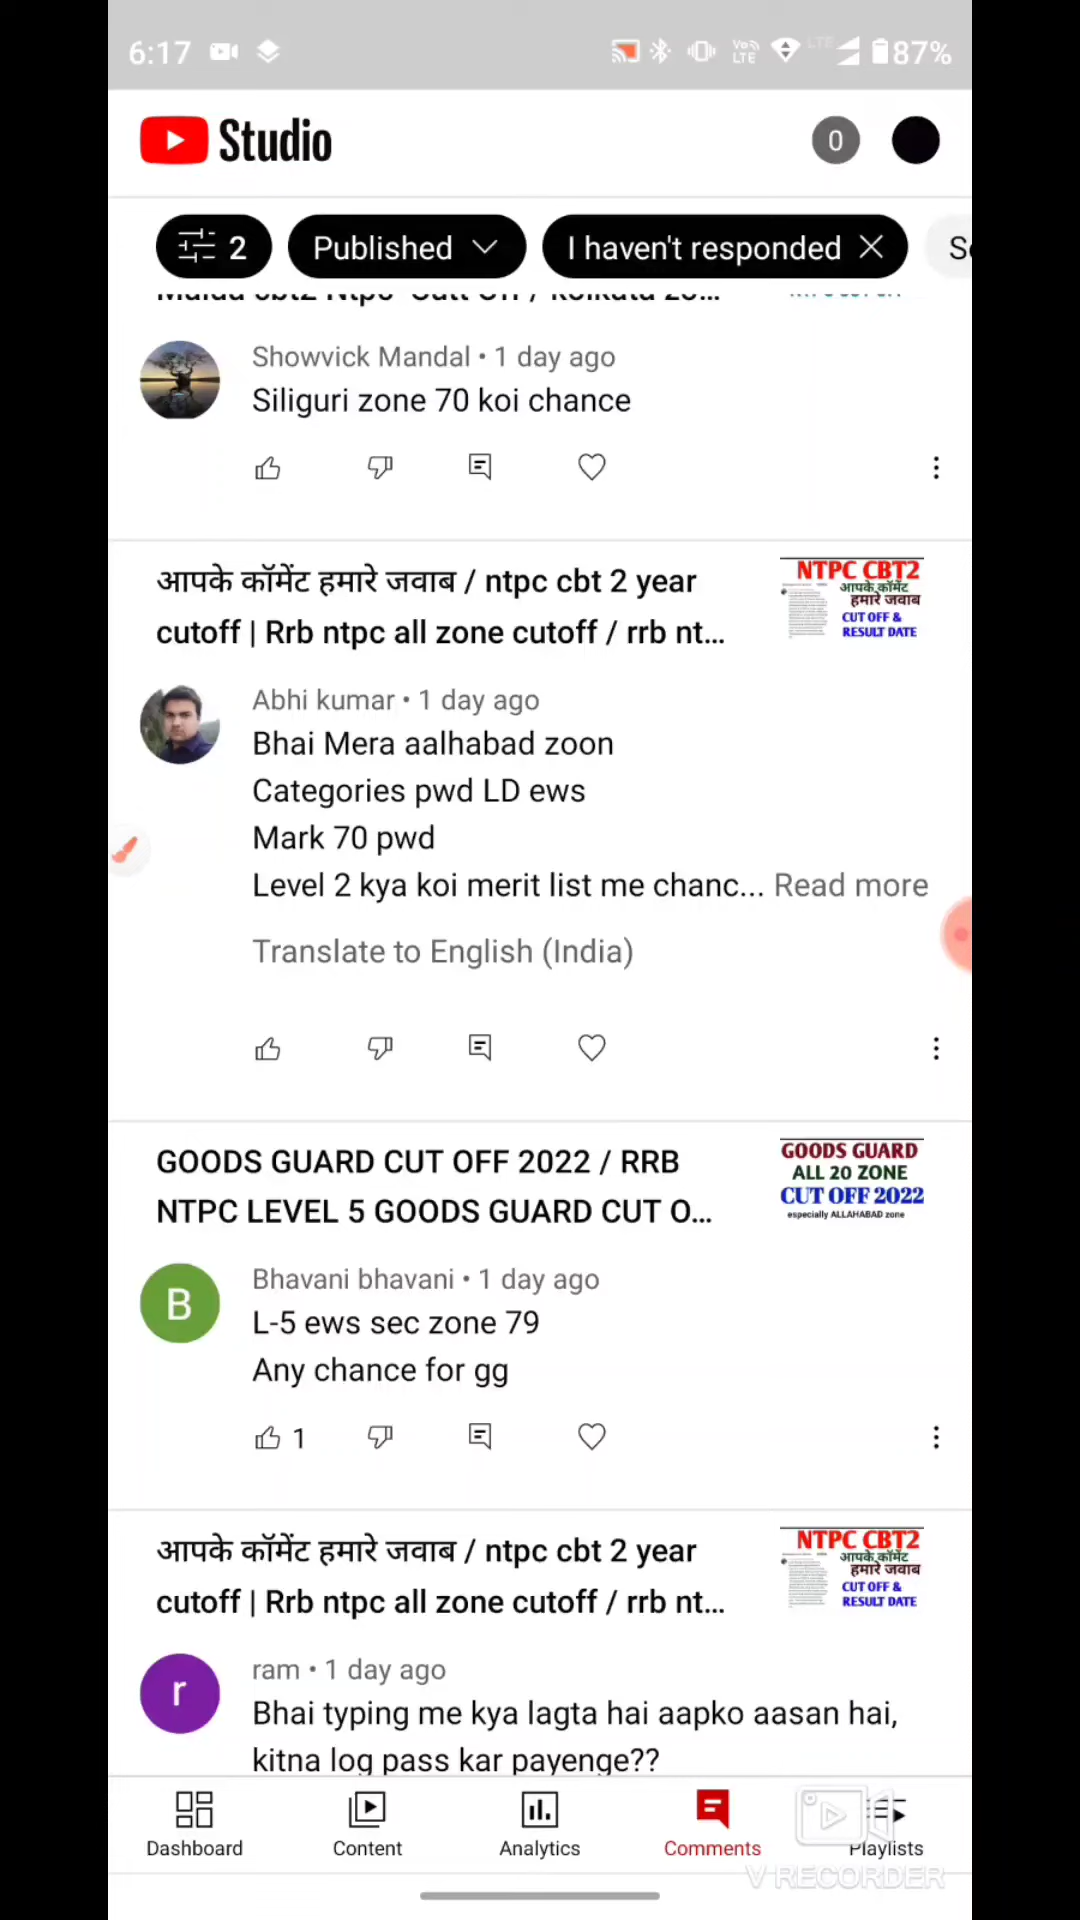 6:17
Vo LTE
LTE
87%
Studio
0
2
Published
I haven't responded
Showvick Mandal • 1 day ago
Siliguri zone 70 koi chance
आपके कॉमेंट हमारे जवाब / ntpc cbt 2 year
cutoff | Rrb ntpc all zone cutoff / rrb nt...
NTPC CBT2
आपके कॉमेंट
हमारे जवाब
CUT OFF &
RESULT DATE
Abhi kumar • 1 day ago
Bhai Mera aalhabad zoon
Categories pwd LD ews
Mark 70 pwd
Level 2 kya koi merit list me chanc... Read more
Translate to English (India)
GOODS GUARD CUT OFF 2022 / RRB
NTPC LEVEL 5 GOODS GUARD CUT O...
GOODS GUARD
ALL 20 ZONE
CUT OFF 2022
especially ALLAHABAD zone
B
Bhavani bhavani • 1 day ago
L-5 ews sec zone 79
Any chance for gg
1
आपके कॉमेंट हमारे जवाब / ntpc cbt 2 year
cutoff | Rrb ntpc all zone cutoff / rrb nt...
NTPC CBT2
आपके कॉमेंट
हमारे जवाब
CUT OFF &
RESULT DATE
r
ram • 1 day ago
Bhai typing me kya lagta hai aapko aasan hai,
kitna log pass kar payenge??
Dashboard
Content
Analytics
Comments
Playlists
V RECORDER